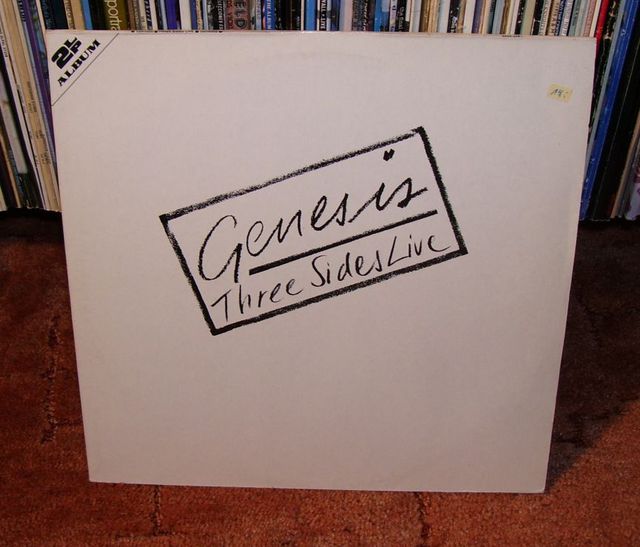 2LP
ALBUM
Genesis
Three Sides Live